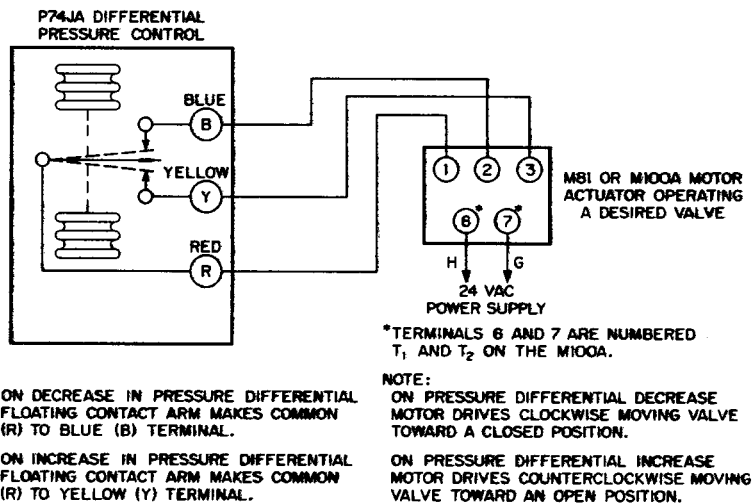 P74JA DIFFERENTIAL
PRESSURE CONTROL
BLUE
B
YELLOW
Y
RED
R
1 2 3
6* 7*
H G
24 VAC
POWER SUPPLY
M81 OR M100A MOTOR
ACTUATOR OPERATING
A DESIRED VALVE
*TERMINALS 6 AND 7 ARE NUMBERED
T1 AND T2 ON THE M100A.
ON DECREASE IN PRESSURE DIFFERENTIAL
FLOATING CONTACT ARM MAKES COMMON
(R) TO BLUE (B) TERMINAL.
ON INCREASE IN PRESSURE DIFFERENTIAL
FLOATING CONTACT ARM MAKES COMMON
(R) TO YELLOW (Y) TERMINAL.
NOTE:
ON PRESSURE DIFFERENTIAL DECREASE
MOTOR DRIVES CLOCKWISE MOVING VALVE
TOWARD A CLOSED POSITION.
ON PRESSURE DIFFERENTIAL INCREASE
MOTOR DRIVES COUNTERCLOCKWISE MOVING
VALVE TOWARD AN OPEN POSITION.